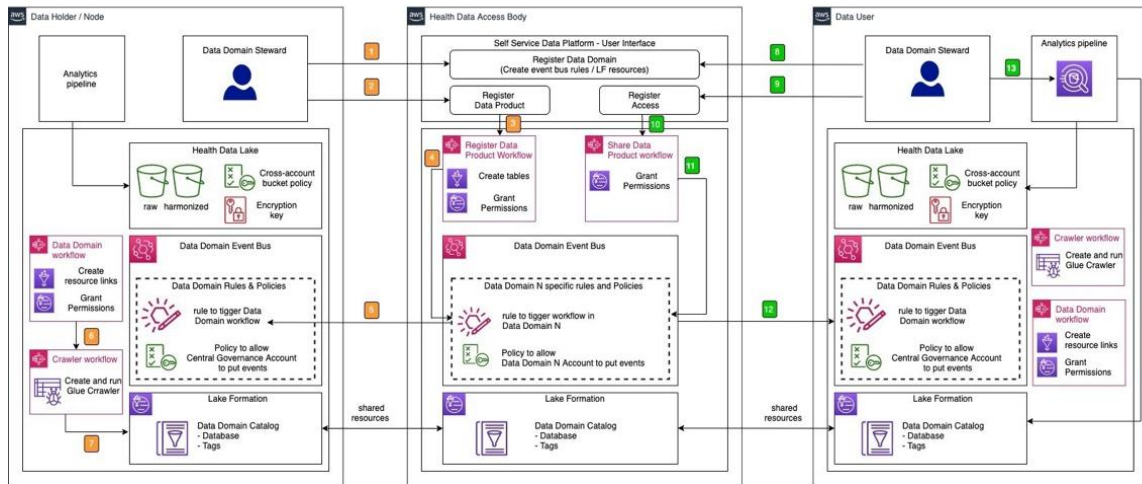 aws
Data Holder / Node
Analytics
pipeline
Data Domain Steward
1
2
Health Data Lake
raw
harmonized
Cross-account
bucket policy
Encryption
key
Data Domain
workflow
Create
resource links
Grant
Permissions
6
Crawler workflow
Create and run
Glue Crrawler
7
Data Domain Event Bus
Data Domain Rules & Policies
rule to tigger Data
Domain workflow
Policy to allow
Central Governance Account
to put events
Lake Formation
Data Domain Catalog
- Database
- Tags
5
shared
resources
aws
Health Data Access Body
Self Service Data Platform - User Interface
Register Data Domain
(Create event bus rules / LF resources)
Register
Data Product
Register
Access
3
10
4
Register Data
Product Workflow
Create tables
Grant
Permissions
Share Data
Product workflow
Grant
Permissions
11
Data Domain Event Bus
Data Domain N specific rules and Policies
rule to tigger workflow in
Data Domain N
Policy to allow
Data Domain N Account to put events
Lake Formation
Data Domain Catalog
- Database
- Tags
8
9
12
shared
resources
aws
Data User
Data Domain Steward
13
Analytics pipeline
Health Data Lake
raw
harmonized
Cross-account
bucket policy
Encryption
key
Data Domain Event Bus
Data Domain Rules & Policies
rule to tigger Data
Domain workflow
Policy to allow
Central Governance Account
to put events
Crawler workflow
Create and run
Glue Crawler
Data Domain
workflow
Create
resource links
Grant
Permissions
Lake Formation
Data Domain Catalog
- Database
- Tags